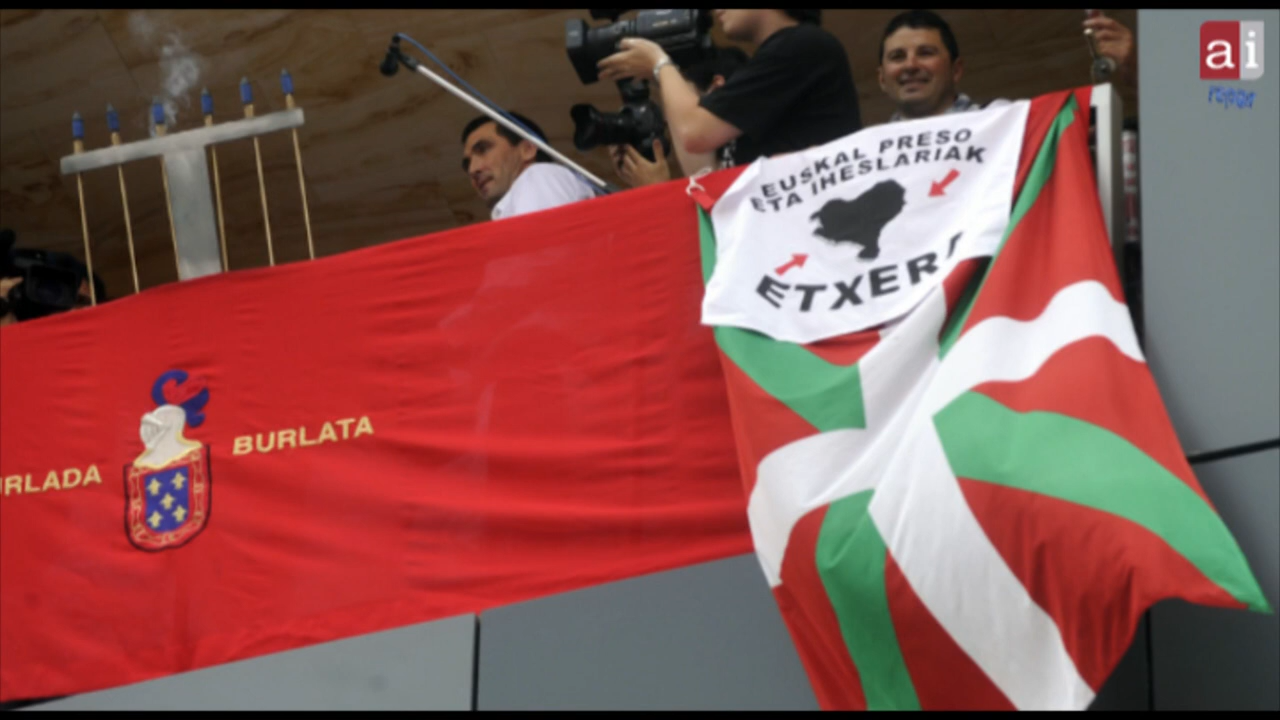 ai
EUSKAL PRESO
ETA IHESLARIAK
ETXERA
RLADA
BURLATA